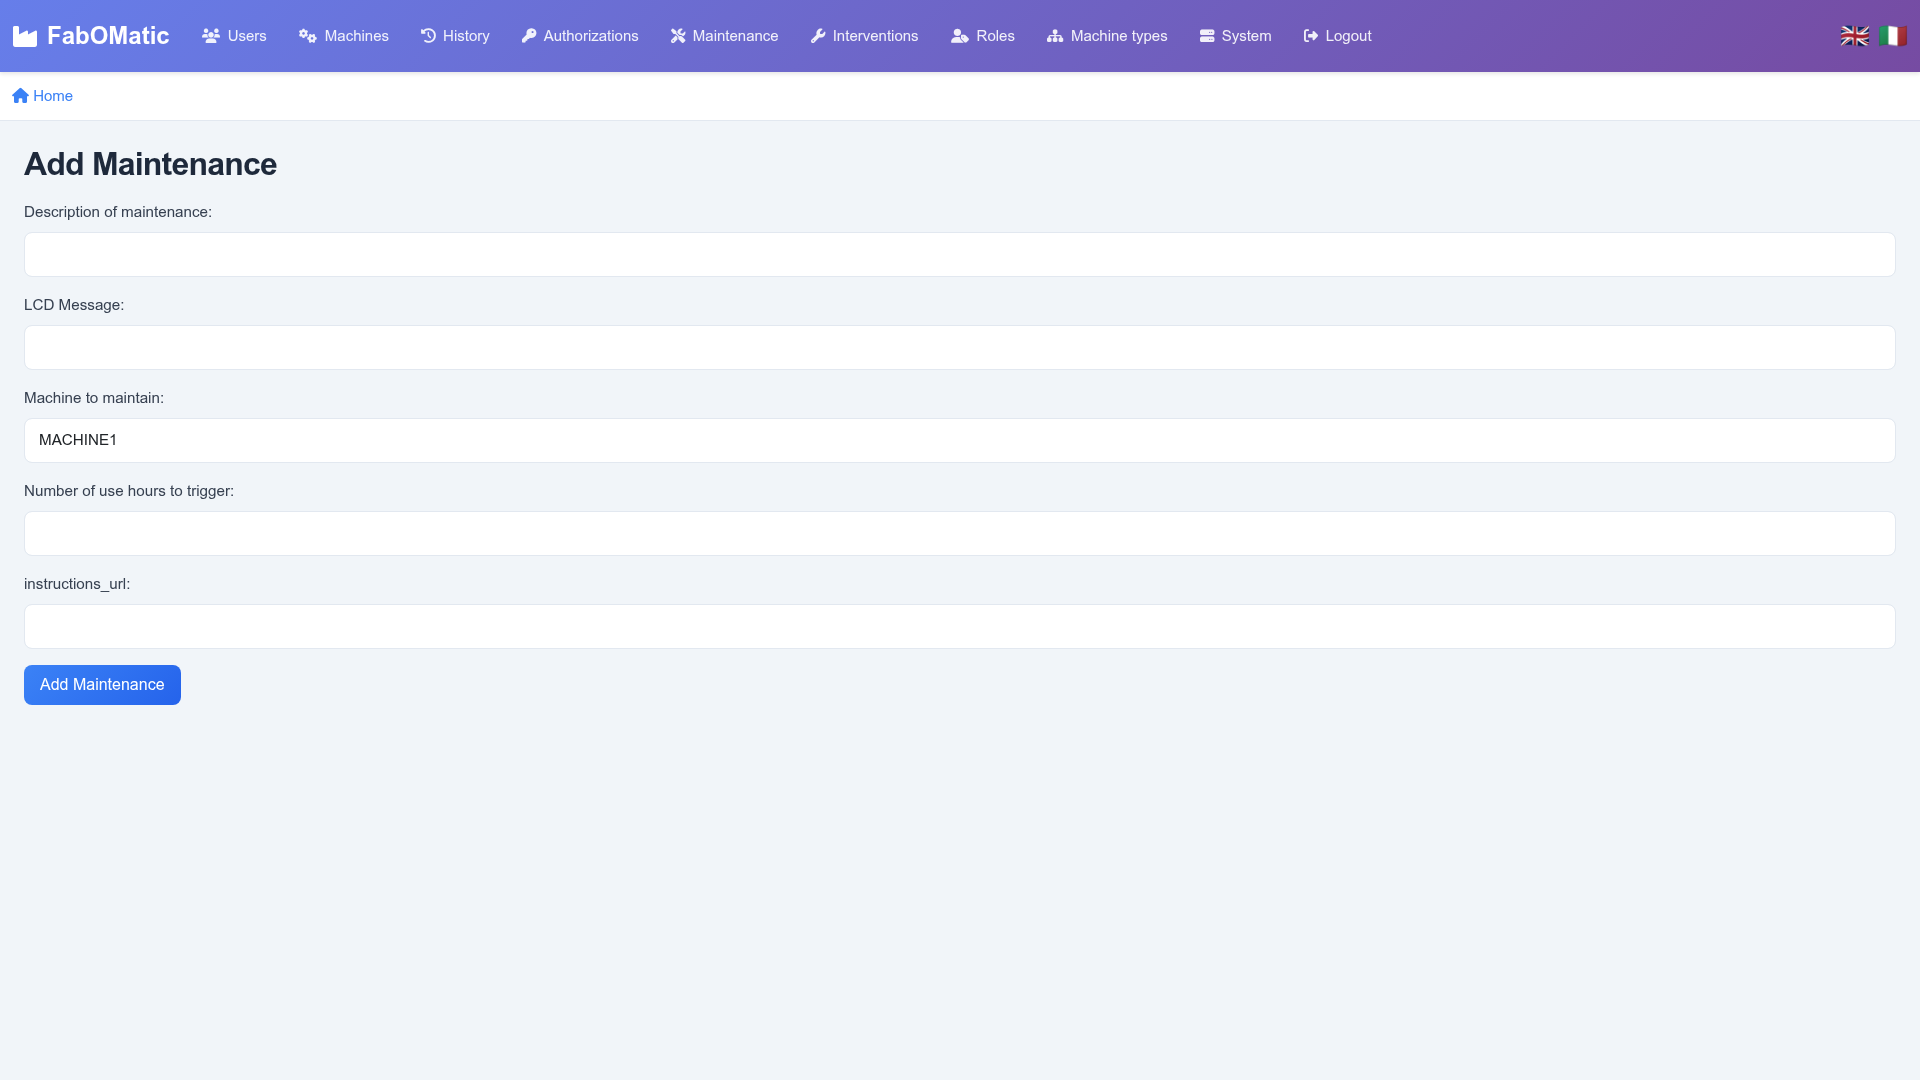 FabOMatic Users Machines History Authorizations Maintenance Interventions Roles Machine types System Logout
Home
Add Maintenance
Description of maintenance:
LCD Message:
Machine to maintain:
MACHINE1
Number of use hours to trigger:
instructions_url:
Add Maintenance